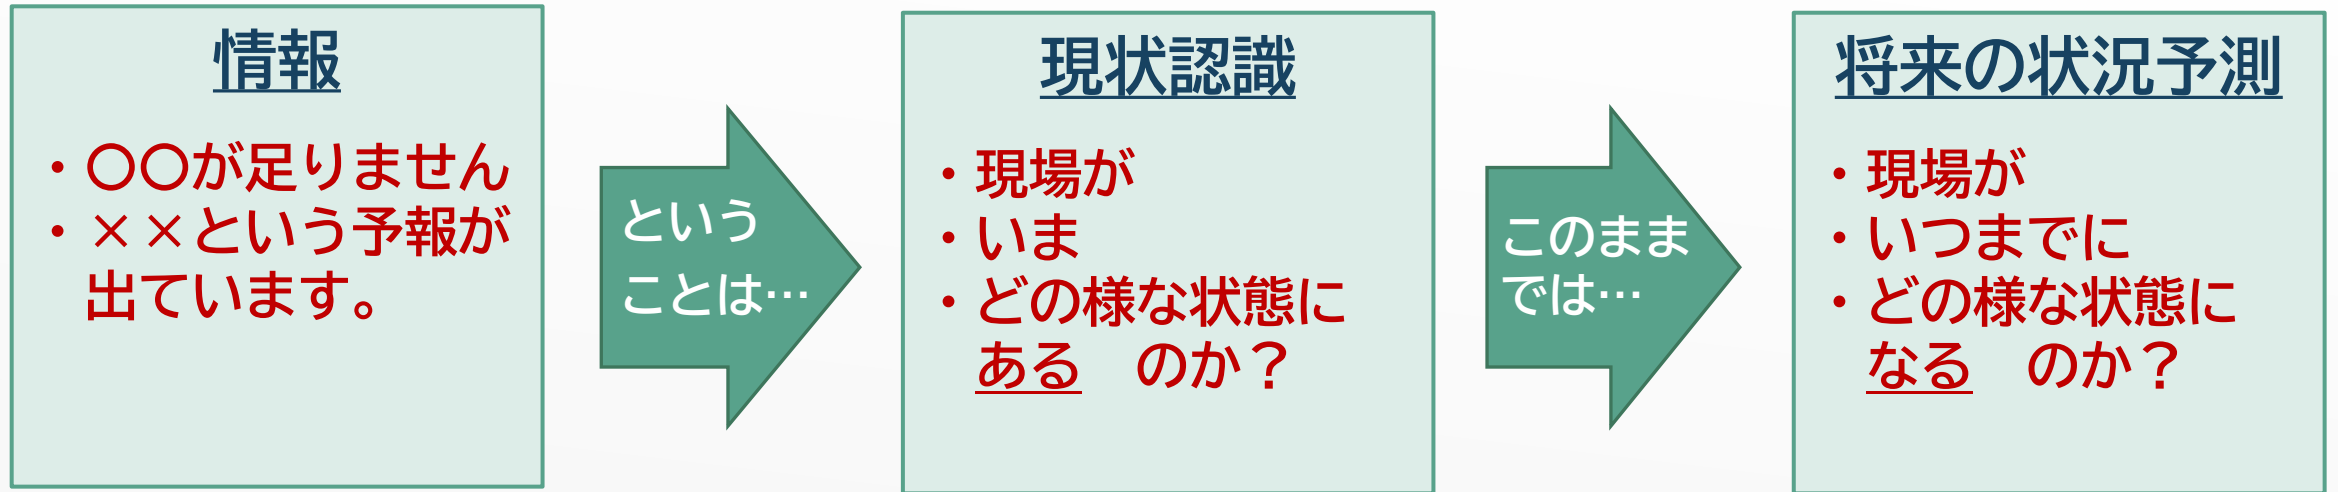 情報
・〇〇が足りません
・××という予報が
出ています。
という
ことは…
現状認識
・現場が
・いま
・どの様な状態に
ある　のか？
このまま
では…
将来の状況予測
・現場が
・いつまでに
・どの様な状態に
なる　のか？